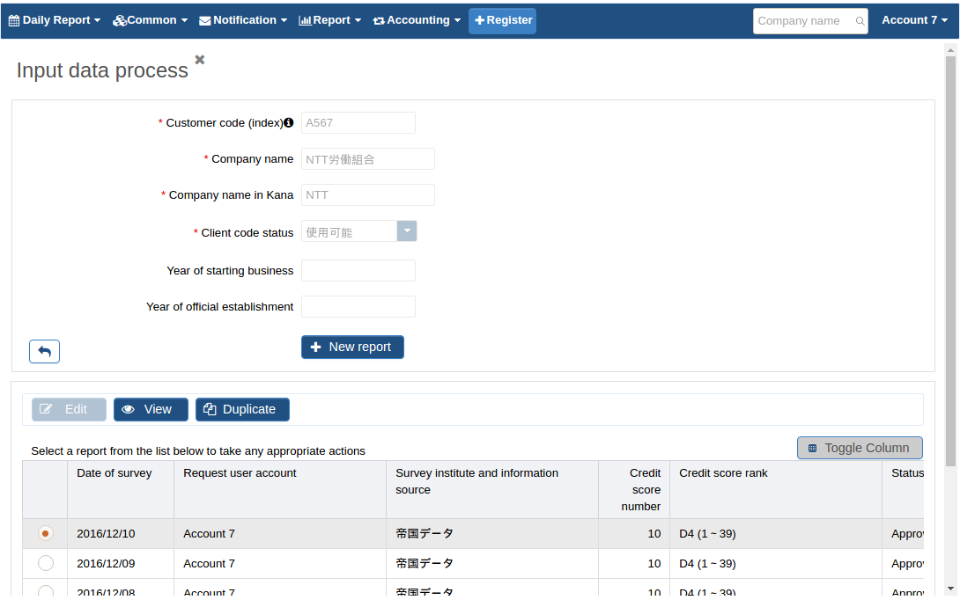 Daily Report Common Notification Report Accounting Register Company name Account 7
Input data process
* Customer code (index) A567
* Company name NTT労働組合
* Company name in Kana NTT
* Client code status 使用可能
Year of starting business
Year of official establishment
New report
Edit View Duplicate
Toggle Column
Select a report from the list below to take any appropriate actions
Date of survey Request user account Survey institute and information source Credit score number Credit score rank Status
2016/12/10 Account 7 帝国データ 10 D4 (1 ~ 39) Approv
2016/12/09 Account 7 帝国データ 10 D4 (1 ~ 39) Approv
2016/12/08 Account 7 帝国データ 10 D4 (1 ~ 39) Approv